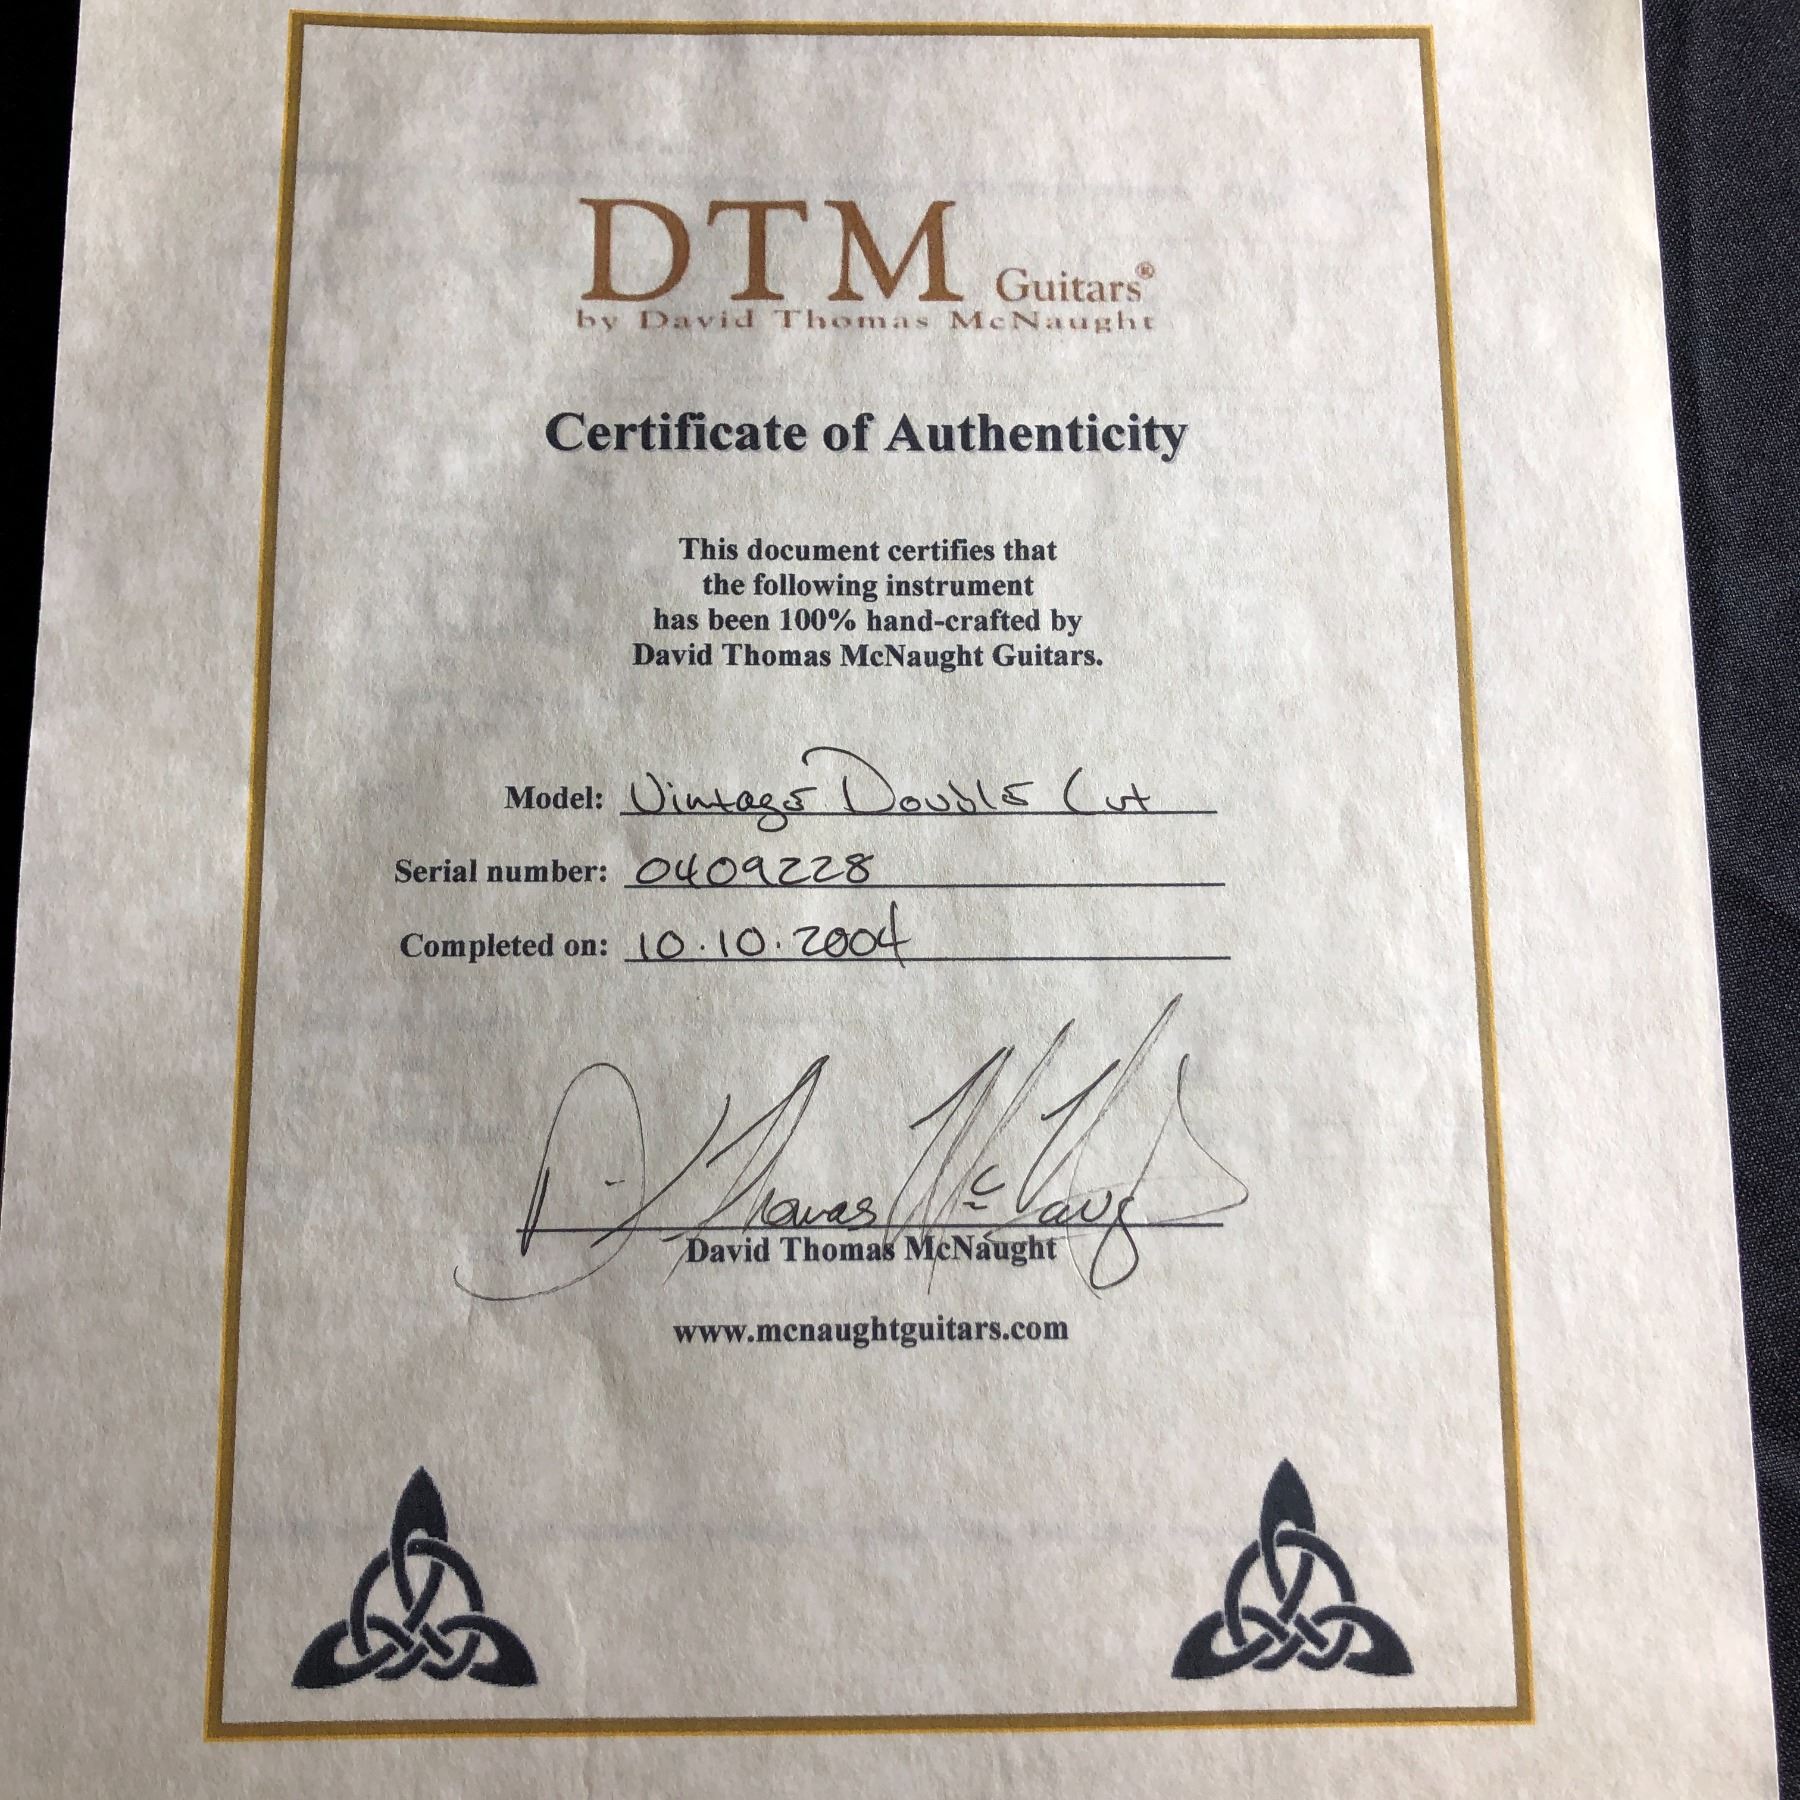 DTM Guitars®
by David Thomas McNaught
Certificate of Authenticity
This document certifies that
the following instrument
has been 100% hand-crafted by
David Thomas McNaught Guitars.
Model: Vintage Double Cut
Serial number: 0409228
Completed on: 10.10.2004
D. Thomas McNaught
David Thomas McNaught
www.mcnaughtguitars.com